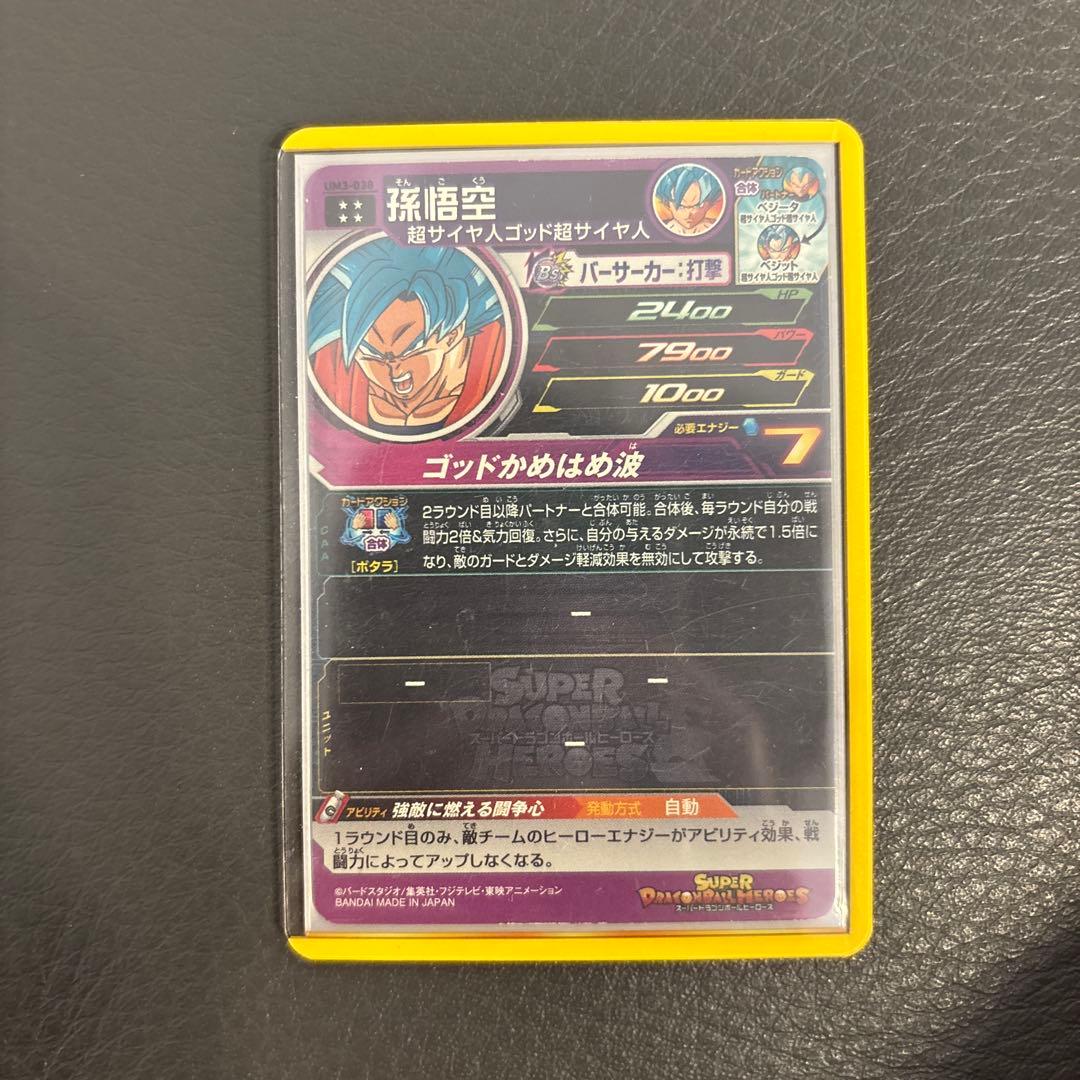 UM3-038
孫悟空
そんごくう
超サイヤ人ゴッド超サイヤ人
カードアクション
合体
パートナー
ベジータ
超サイヤ人ゴッド超サイヤ人
ベジット
超サイヤ人ゴッド超サイヤ人
Bs
バーサーカー:打撃
HP
2400
パワー
7900
ガード
1000
必要エナジー
7
ゴッドかめはめ波
は
カードアクション
合体
[ポタラ]
CAA
2ラウンド目以降パートナーと合体可能。合体後、毎ラウンド自分の戦
闘力2倍&気力回復。さらに、自分の与えるダメージが永続で1.5倍に
なり、敵のガードとダメージ軽減効果を無効にして攻撃する。
ー
ユニット
ー
ー
ー
SUPER
DRAGONBALL
スーパードラゴンボールヒーローズ
HEROES
アビリティ 強敵に燃える闘争心
発動方式 自動
1ラウンド目のみ、敵チームのヒーローエナジーがアビリティ効果、戦
闘力によってアップしなくなる。
©バードスタジオ/集英社・フジテレビ・東映アニメーション
BANDAI MADE IN JAPAN
SUPER
DRAGONBALL HEROES
スーパードラゴンボールヒーローズ